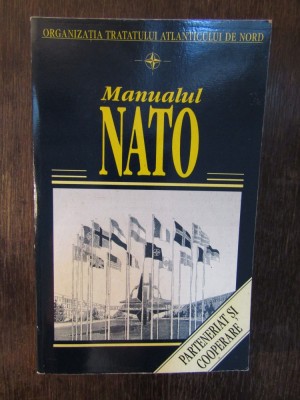 ORGANIZAȚIA TRATATULUI ATLANTICULUI DE NORD
Manualul
NATO
PARTENERIAT ȘI
COOPERARE